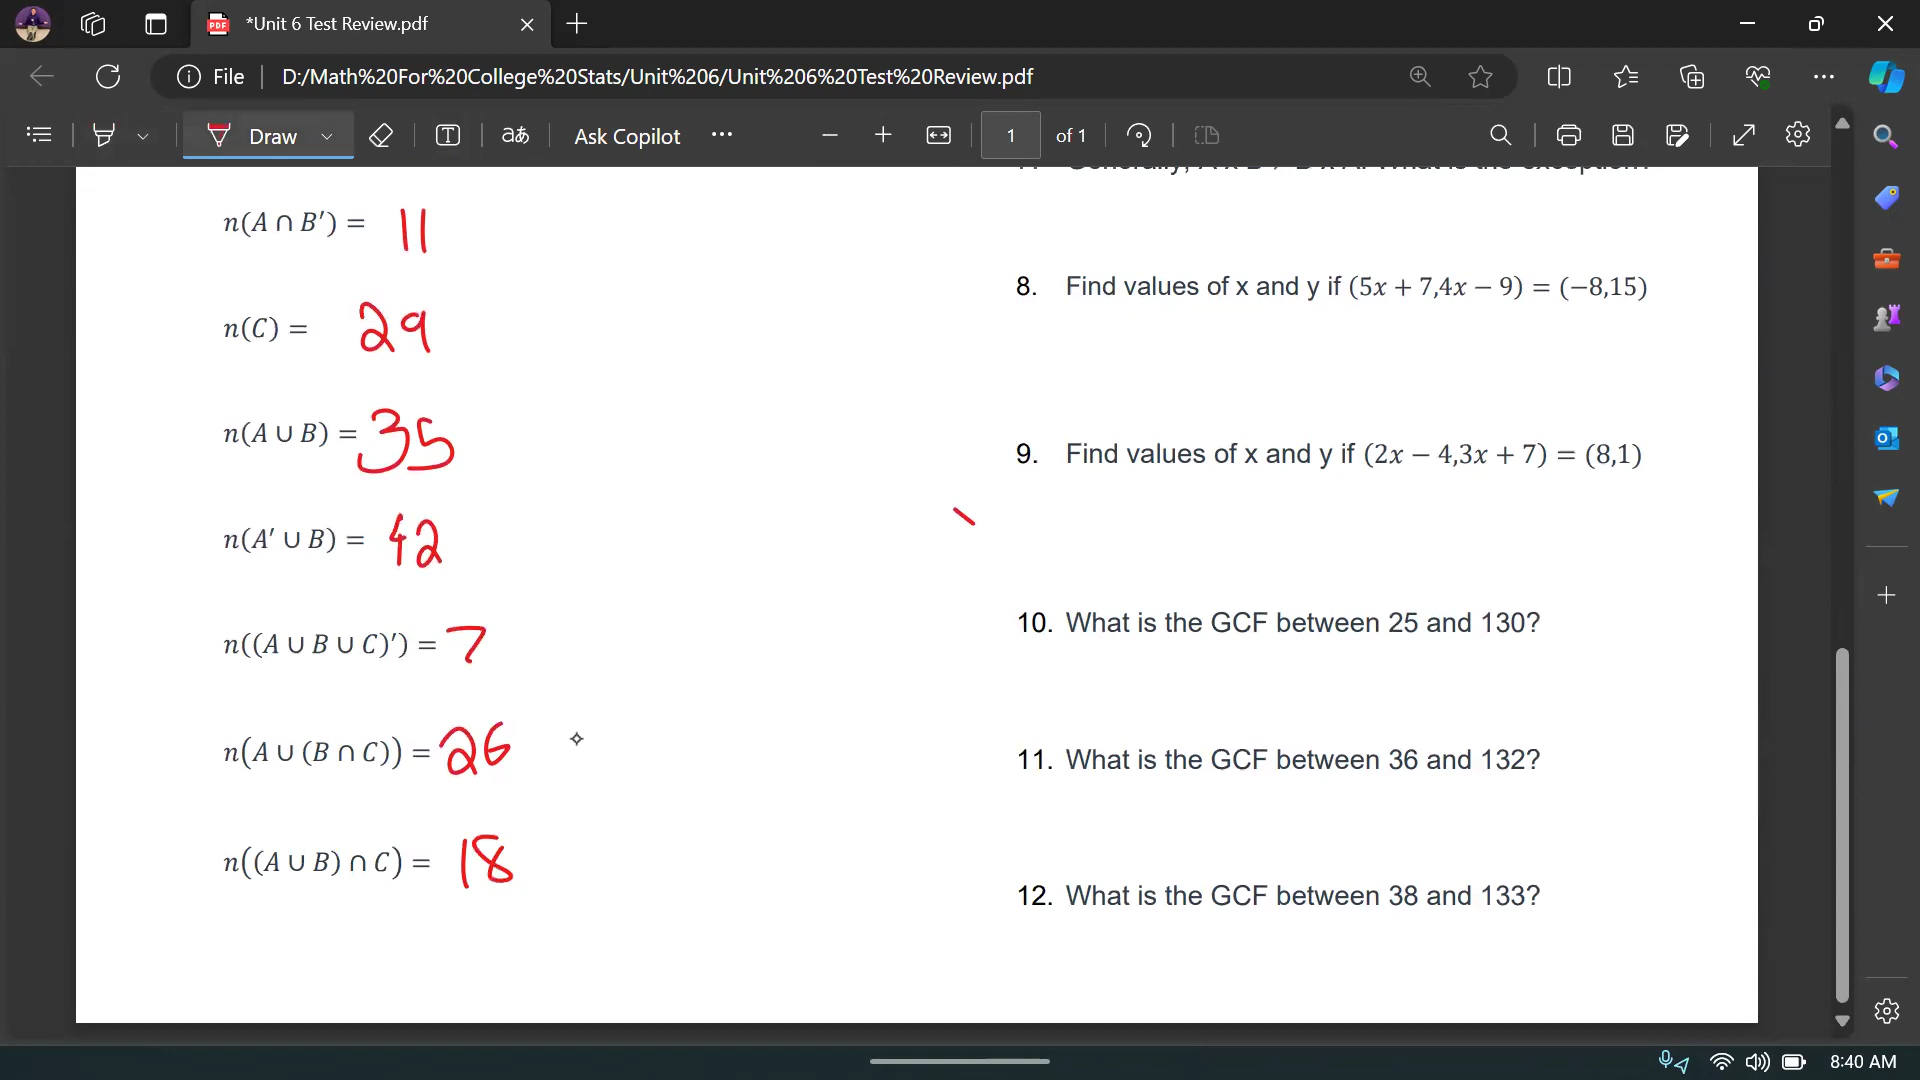 *Unit 6 Test Review.pdf
File
D:/Math%20For%20College%20Stats/Unit%206/Unit%206%20Test%20Review.pdf
Draw
aあ
Ask Copilot
1 of 1
n(A ∩ B′) = 11
n(C) = 29
n(A ∪ B) = 35
n(A′ ∪ B) = 42
n((A ∪ B ∪ C)′) = 7
n(A ∪ (B ∩ C)) = 26
n((A ∪ B) ∩ C) = 18
8. Find values of x and y if (5x + 7,4x − 9) = (−8,15)
9. Find values of x and y if (2x − 4,3x + 7) = (8,1)
10. What is the GCF between 25 and 130?
11. What is the GCF between 36 and 132?
12. What is the GCF between 38 and 133?
8:40 AM